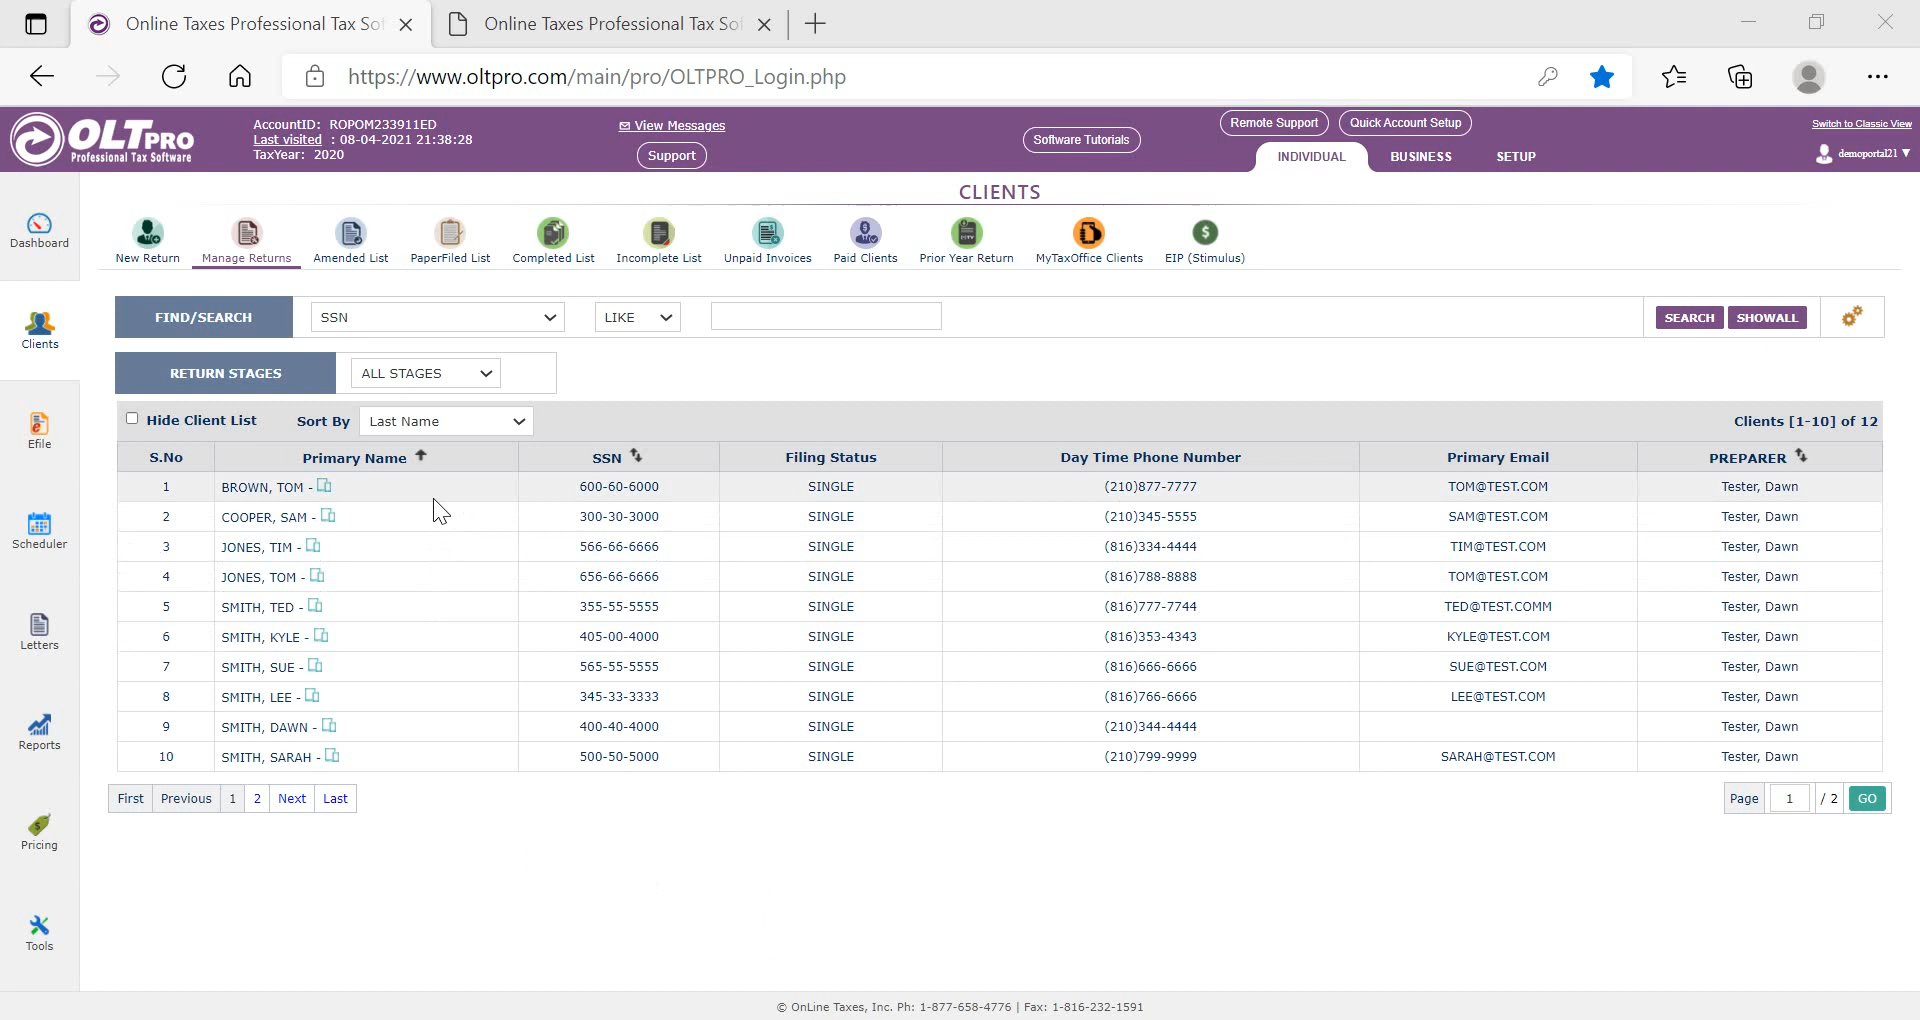 Online Taxes Professional Tax Sof
Online Taxes Professional Tax Sof
https://www.oltpro.com/main/pro/OLTPRO_Login.php
OLTPRO
Professional Tax Software
AccountID: ROPOM233911ED
Last visited : 08-04-2021 21:38:28
TaxYear: 2020
View Messages
Support
Software Tutorials
Remote Support
Quick Account Setup
INDIVIDUAL BUSINESS SETUP
Switch to Classic View
demoportal21 ▼
CLIENTS
New Return Manage Returns Amended List PaperFiled List Completed List Incomplete List Unpaid Invoices Paid Clients Prior Year Return MyTaxOffice Clients EIP (Stimulus)
Dashboard
Clients
Efile
Scheduler
Letters
Reports
Pricing
Tools
FIND/SEARCH SSN LIKE SEARCH SHOWALL
RETURN STAGES ALL STAGES
Hide Client List Sort By Last Name Clients [1-10] of 12
S.No Primary Name SSN Filing Status Day Time Phone Number Primary Email PREPARER
1 BROWN, TOM - 600-60-6000 SINGLE (210)877-7777 TOM@TEST.COM Tester, Dawn
2 COOPER, SAM - 300-30-3000 SINGLE (210)345-5555 SAM@TEST.COM Tester, Dawn
3 JONES, TIM - 566-66-6666 SINGLE (816)334-4444 TIM@TEST.COM Tester, Dawn
4 JONES, TOM - 656-66-6666 SINGLE (816)788-8888 TOM@TEST.COM Tester, Dawn
5 SMITH, TED - 355-55-5555 SINGLE (816)777-7744 TED@TEST.COMM Tester, Dawn
6 SMITH, KYLE - 405-00-4000 SINGLE (816)353-4343 KYLE@TEST.COM Tester, Dawn
7 SMITH, SUE - 565-55-5555 SINGLE (816)666-6666 SUE@TEST.COM Tester, Dawn
8 SMITH, LEE - 345-33-3333 SINGLE (816)766-6666 LEE@TEST.COM Tester, Dawn
9 SMITH, DAWN - 400-40-4000 SINGLE (210)344-4444 Tester, Dawn
10 SMITH, SARAH - 500-50-5000 SINGLE (210)799-9999 SARAH@TEST.COM Tester, Dawn
First Previous 1 2 Next Last Page 1 / 2 GO
© OnLine Taxes, Inc. Ph: 1-877-658-4776 | Fax: 1-816-232-1591